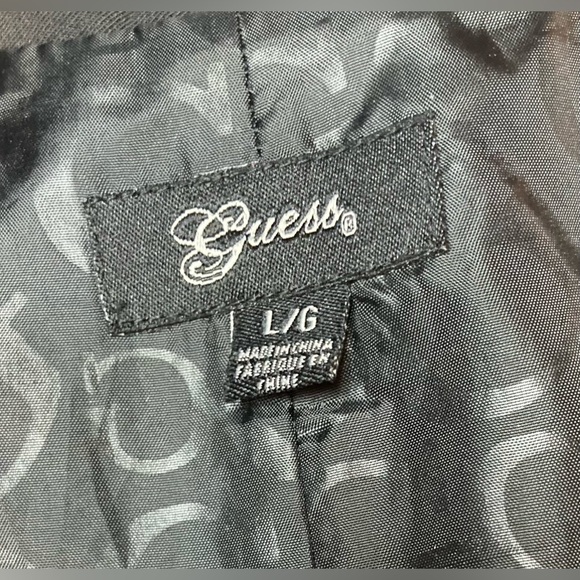 Guess®
L/G
MADE IN CHINA
FABRIQUE EN
CHINE